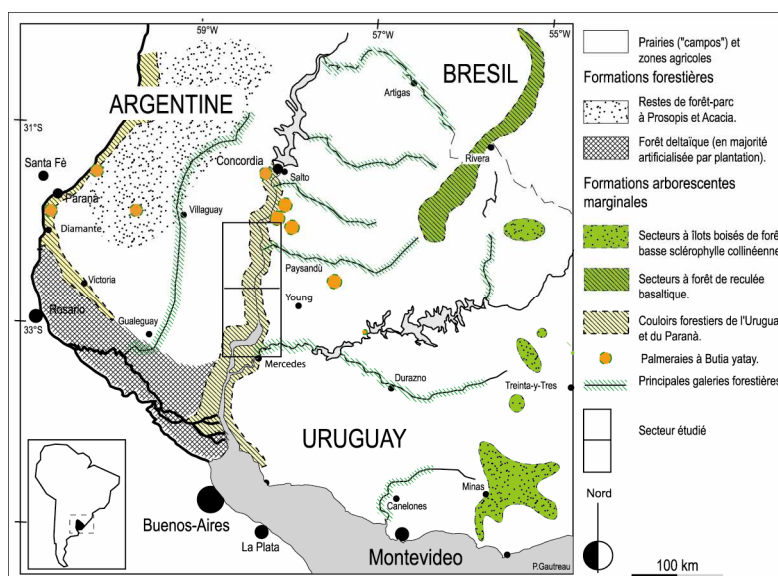 59°W
57°W
55°W
BRESIL
ARGENTINE
Artigas
31°S
Santa Fè
Concordia
Salto
Rivera
Paranà
Villaguay
Diamante
Paysandù
Victoria
Young
Rosario
Gualeguay
33°S
Mercedes
Durazno
Treinta-y-Tres
URUGUAY
Minas
Canelones
Buenos-Aires
La Plata
Montevideo
P.Gautreau
Prairies ("campos") et
zones agricoles
Formations forestières
Restes de forêt-parc
à Prosopis et Acacia.
Forêt deltaïque (en majorité
artificialisée par plantation).
Formations arborescentes
marginales
Secteurs à îlots boisés de forê
basse sclérophylle collinéenne
Secteurs à forêt de reculée
basaltique.
Couloirs forestiers de l'Urugua
et du Paranà.
Palmeraies à Butia yatay.
Principales galeries forestières
Secteur étudié
Nord
100 km